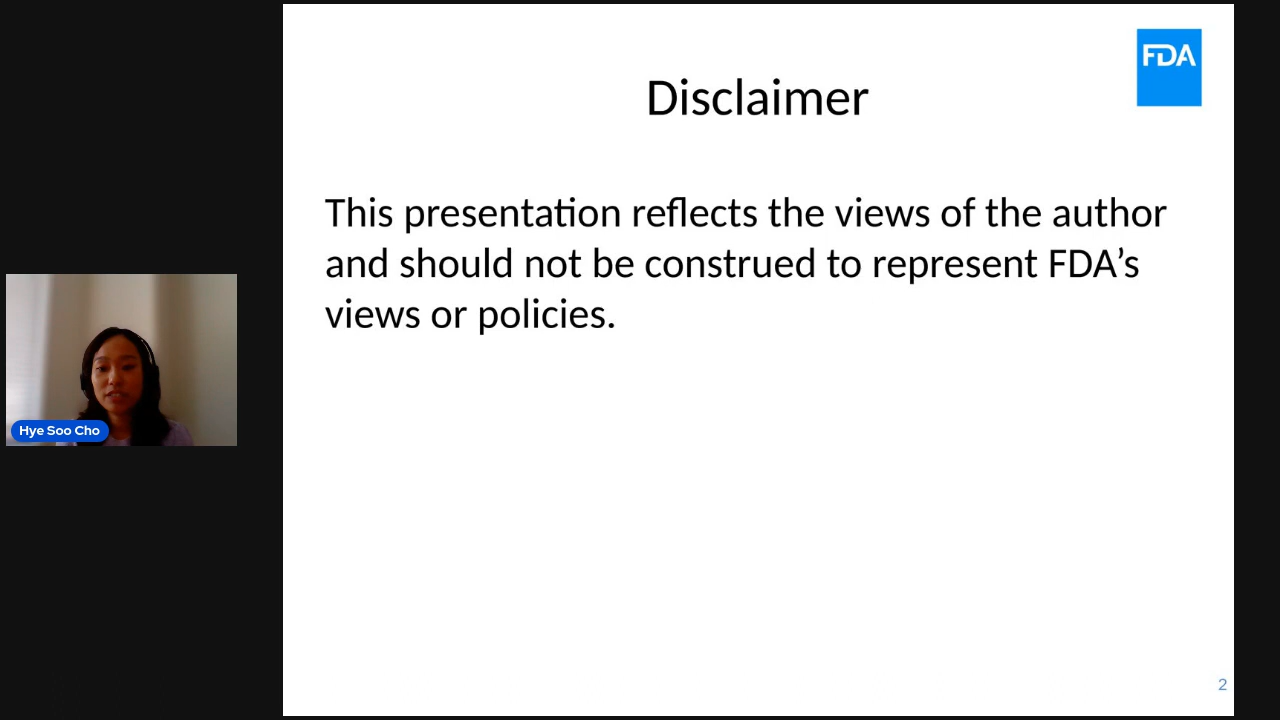 FDA
Disclaimer
This presentation reflects the views of the author
and should not be construed to represent FDA’s
views or policies.
Hye Soo Cho
2